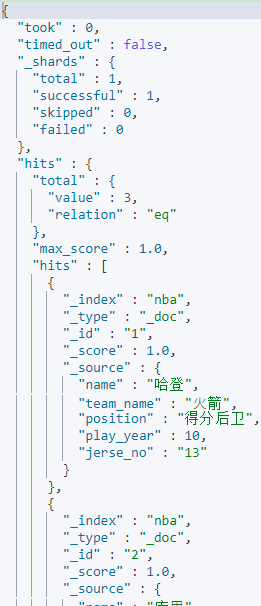 {
"took" : 0,
"timed_out" : false,
"_shards" : {
"total" : 1,
"successful" : 1,
"skipped" : 0,
"failed" : 0
},
"hits" : {
"total" : {
"value" : 3,
"relation" : "eq"
},
"max_score" : 1.0,
"hits" : [
{
"_index" : "nba",
"_type" : "_doc",
"_id" : "1",
"_score" : 1.0,
"_source" : {
"name" : "哈登",
"team_name" : "火箭",
"position" : "得分后卫",
"play_year" : 10,
"jerse_no" : "13"
}
},
{
"_index" : "nba",
"_type" : "_doc",
"_id" : "2",
"_score" : 1.0,
"_source" : {